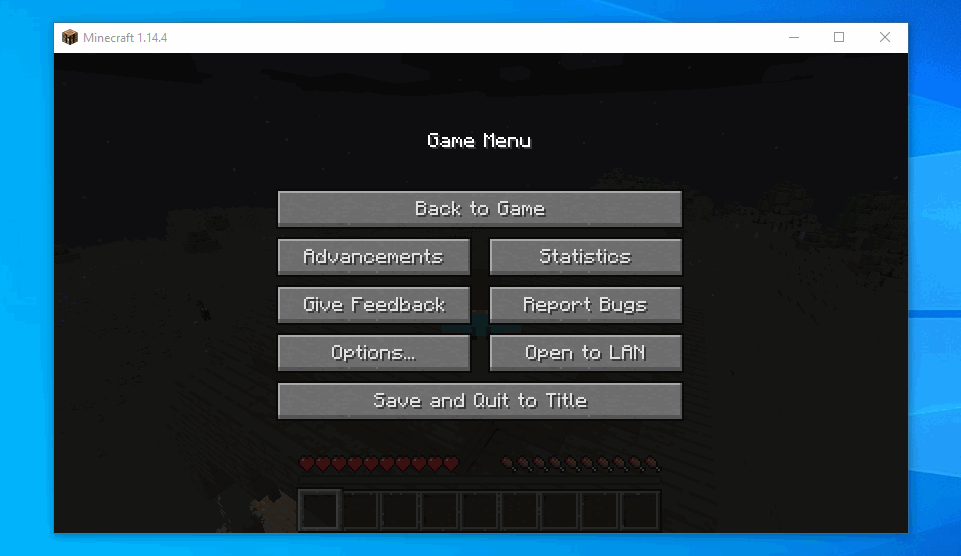 Minecraft 1.14.4
Game Menu
Back to Game
Advancements
Statistics
Give Feedback
Report Bugs
Options...
Open to LAN
Save and Quit to Title